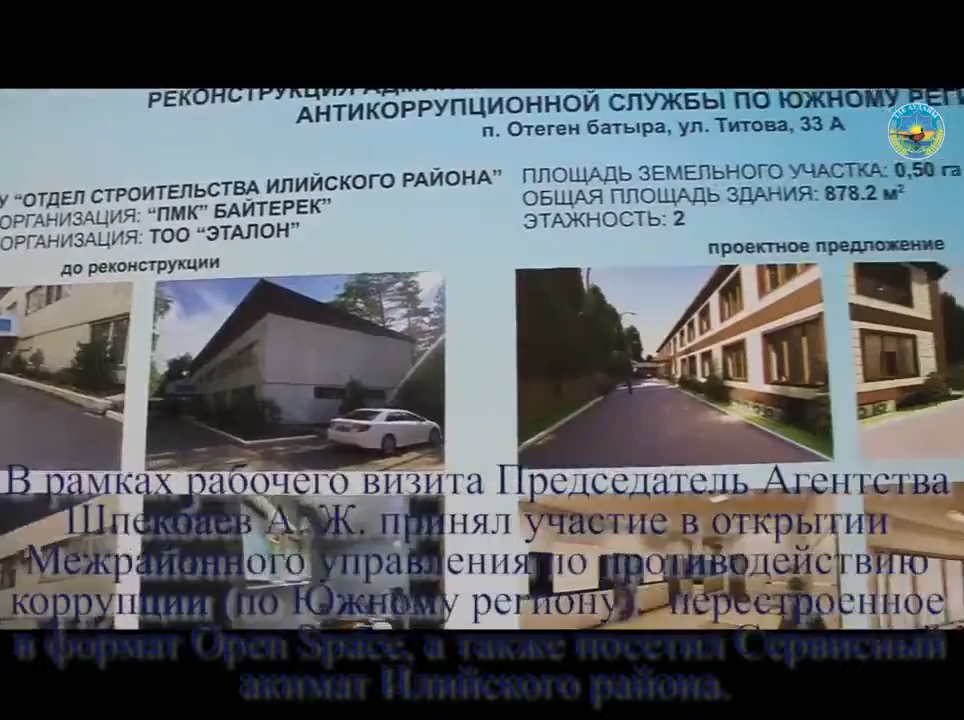 РЕКОНСТРУКЦИЯ
АНТИКОРРУПЦИОННОЙ СЛУЖБЫ ПО ЮЖНОМУ
п. Отеген батыра, ул. Титова, 33 А
У "ОТДЕЛ СТРОИТЕЛЬСТВА ИЛИЙСКОГО РАЙОНА"
ОРГАНИЗАЦИЯ: "ПМК" БАЙТЕРЕК"
ОРГАНИЗАЦИЯ: ТОО "ЭТАЛОН"
ПЛОЩАДЬ ЗЕМЕЛЬНОГО УЧАСТКА: 0,50 га
ОБЩАЯ ПЛОЩАДЬ ЗДАНИЯ: 878.2 м²
ЭТАЖНОСТЬ: 2
до реконструкции
проектное предложение
В рамках рабочего визита Председатель Агентства
Шпекбаев А. Ж. принял участие в открытии
Межрайонного управления по противодействию
коррупции (по Южному региону), перестроенное
в формат Open Space, а также посетил Сервисный
акимат Илийского района.